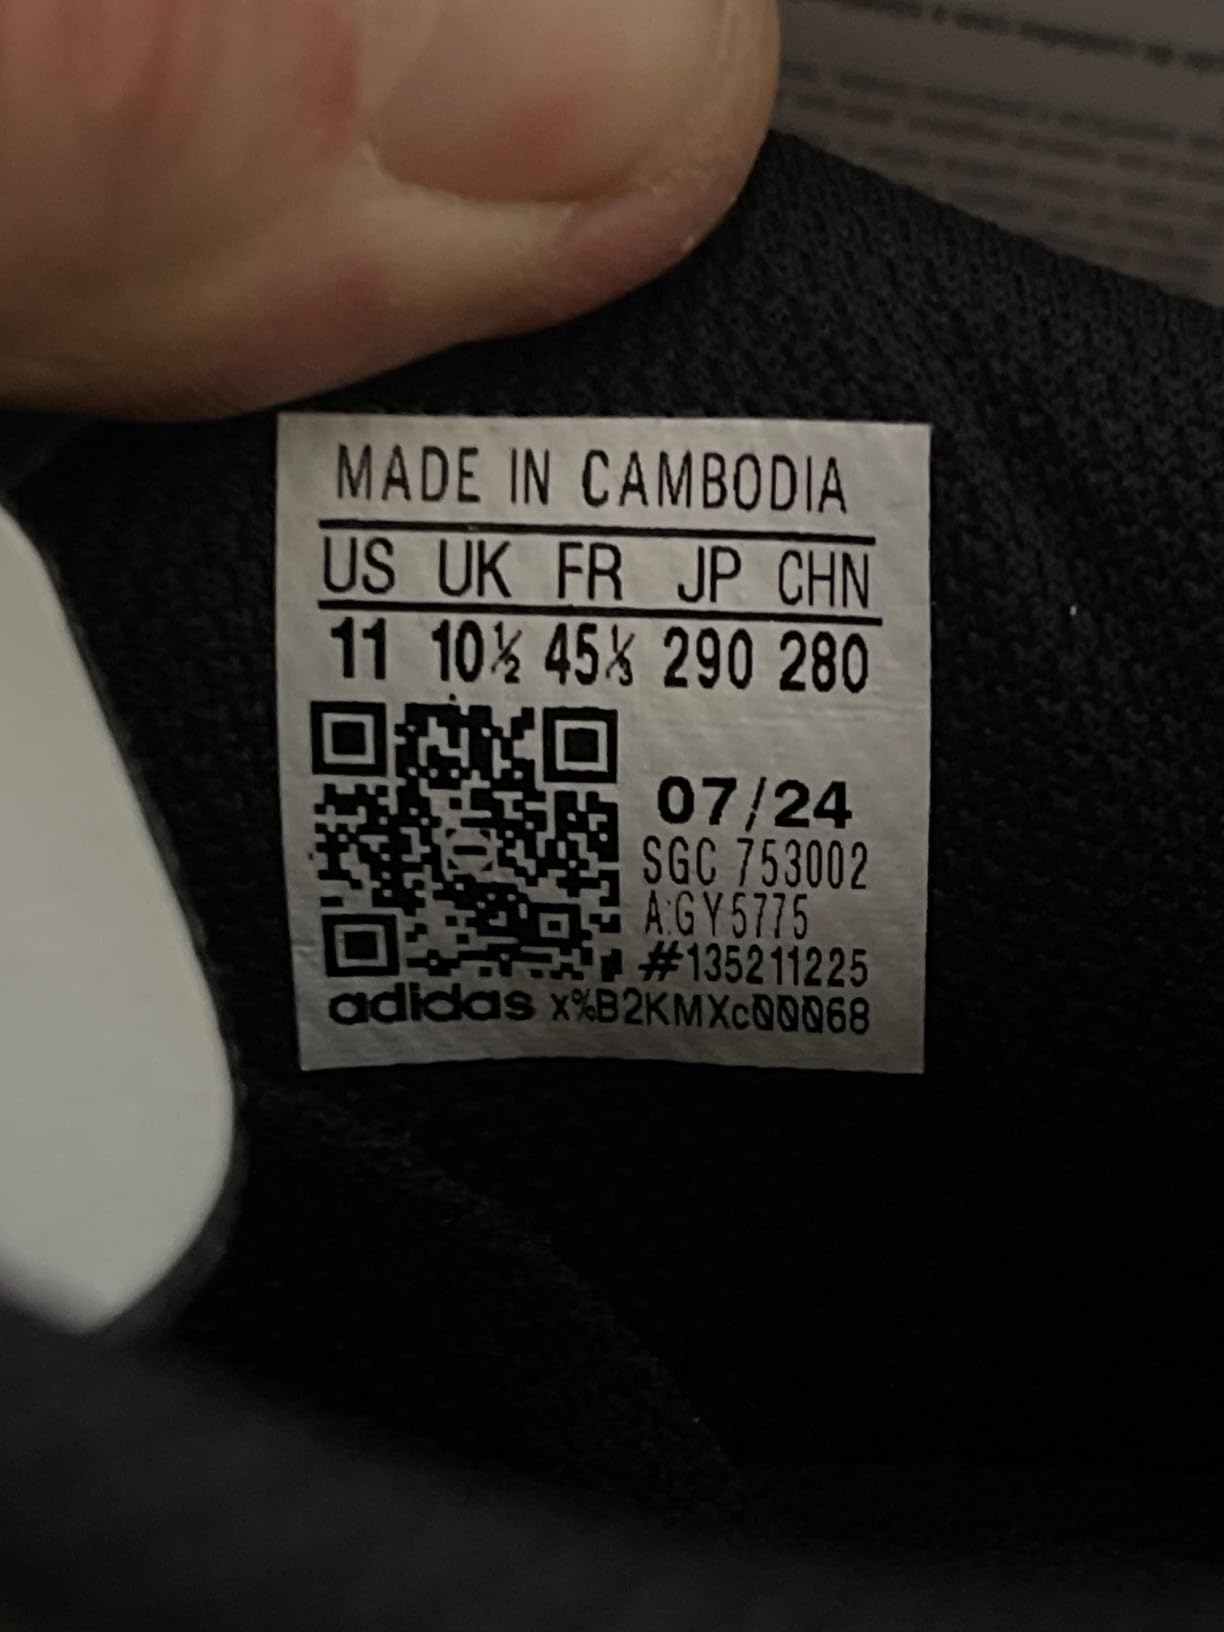 MADE IN CAMBODIA
US UK FR JP CHN
11 10½ 45⅓ 290 280
07/24
SGC 753002
A:GY5775
#135211225
adidas x%B2KMXc00068